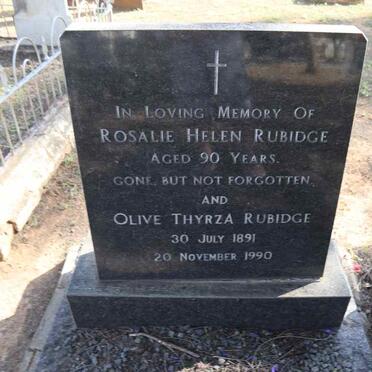 In Loving Memory Of
Rosalie Helen Rubidge
Aged 90 Years.
Gone, but not forgotten.
and
Olive Thyrza Rubidge
30 July 1891
20 November 1990